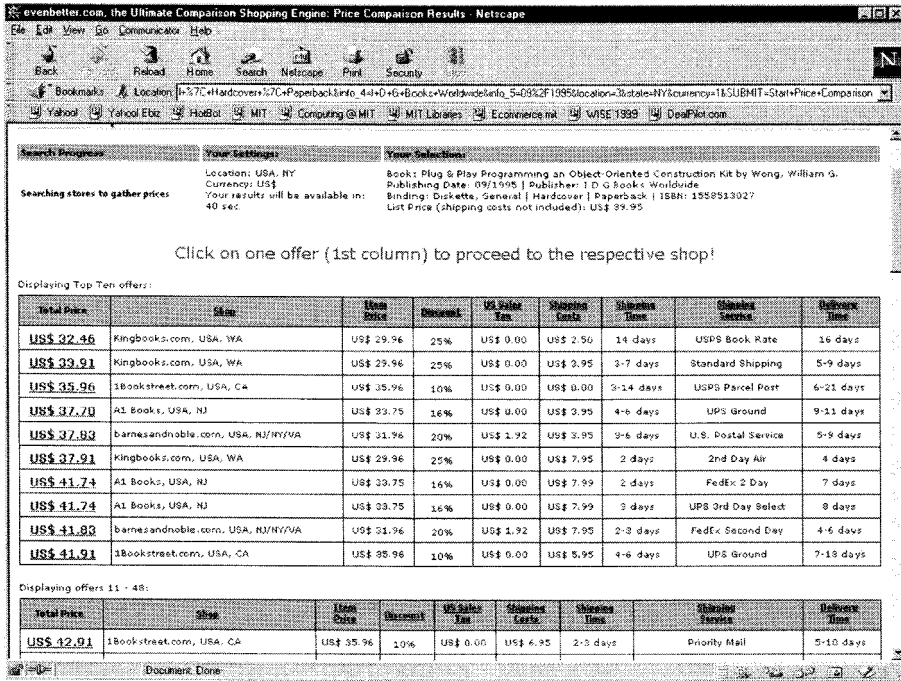 evenbetter.com, the Ultimate Comparison Shopping Engine: Price Comparison Results - Netscape
File Edit View Go Communicator Help
Back Reload Home Search Netscape Print Security
N
Bookmarks Location: l+%7C+Hardcover+%7C+Paperback&info_4=I+D+G+Books+Worldwide&info_5=09%2F1995&location=3&state=NY&currency=1&SUBMIT=Start+Price+Comparison
Yahoo! Yahoo! Ebiz HotBot MIT Computing @ MIT MIT Libraries Ecommerce mit WISE 1999 DealPilot.com
Search Progress Your Settings: Your Selection:
Searching stores to gather prices
Location: USA, NY
Currency: US$
Your results will be available in:
40 sec.
Book: Plug & Play Programming an Object-Oriented Construction Kit by Wong, William G.
Publishing Date: 09/1995 | Publisher: I D G Books Worldwide
Binding: Diskette, General | Hardcover | Paperback | ISBN: 1558513027
List Price (shipping costs not included): US$ 39.95
Click on one offer (1st column) to proceed to the respective shop!
Displaying Top Ten offers:
Total Price Shop Item Price Discount US Sales Tax Shipping Costs Shipping Time Shipping Service Delivery Time
US$ 32.46 Kingbooks.com, USA, WA US$ 29.96 25% US$ 0.00 US$ 2.50 14 days USPS Book Rate 16 days
US$ 33.91 Kingbooks.com, USA, WA US$ 29.96 25% US$ 0.00 US$ 3.95 3-7 days Standard Shipping 5-9 days
US$ 35.96 1Bookstreet.com, USA, CA US$ 35.96 10% US$ 0.00 US$ 0.00 3-14 days USPS Parcel Post 6-21 days
US$ 37.70 A1 Books, USA, NJ US$ 33.75 16% US$ 0.00 US$ 3.95 4-6 days UPS Ground 9-11 days
US$ 37.83 barnesandnoble.com, USA, NJ/NY/VA US$ 31.96 20% US$ 1.92 US$ 3.95 3-6 days U.S. Postal Service 5-9 days
US$ 37.91 Kingbooks.com, USA, WA US$ 29.96 25% US$ 0.00 US$ 7.95 2 days 2nd Day Air 4 days
US$ 41.74 A1 Books, USA, NJ US$ 33.75 16% US$ 0.00 US$ 7.99 2 days FedEx 2 Day 7 days
US$ 41.74 A1 Books, USA, NJ US$ 33.75 16% US$ 0.00 US$ 7.99 3 days UPS 3rd Day Select 8 days
US$ 41.83 barnesandnoble.com, USA, NJ/NY/VA US$ 31.96 20% US$ 1.92 US$ 7.95 2-3 days FedEx Second Day 4-6 days
US$ 41.91 1Bookstreet.com, USA, CA US$ 35.96 10% US$ 0.00 US$ 5.95 4-6 days UPS Ground 7-13 days
Displaying offers 11 - 48:
Total Price Shop Item Price Discount US Sales Tax Shipping Costs Shipping Time Shipping Service Delivery Time
US$ 42.91 1Bookstreet.com, USA, CA US$ 35.96 10% US$ 0.00 US$ 6.95 2-3 days Priority Mail 5-10 days
Document: Done